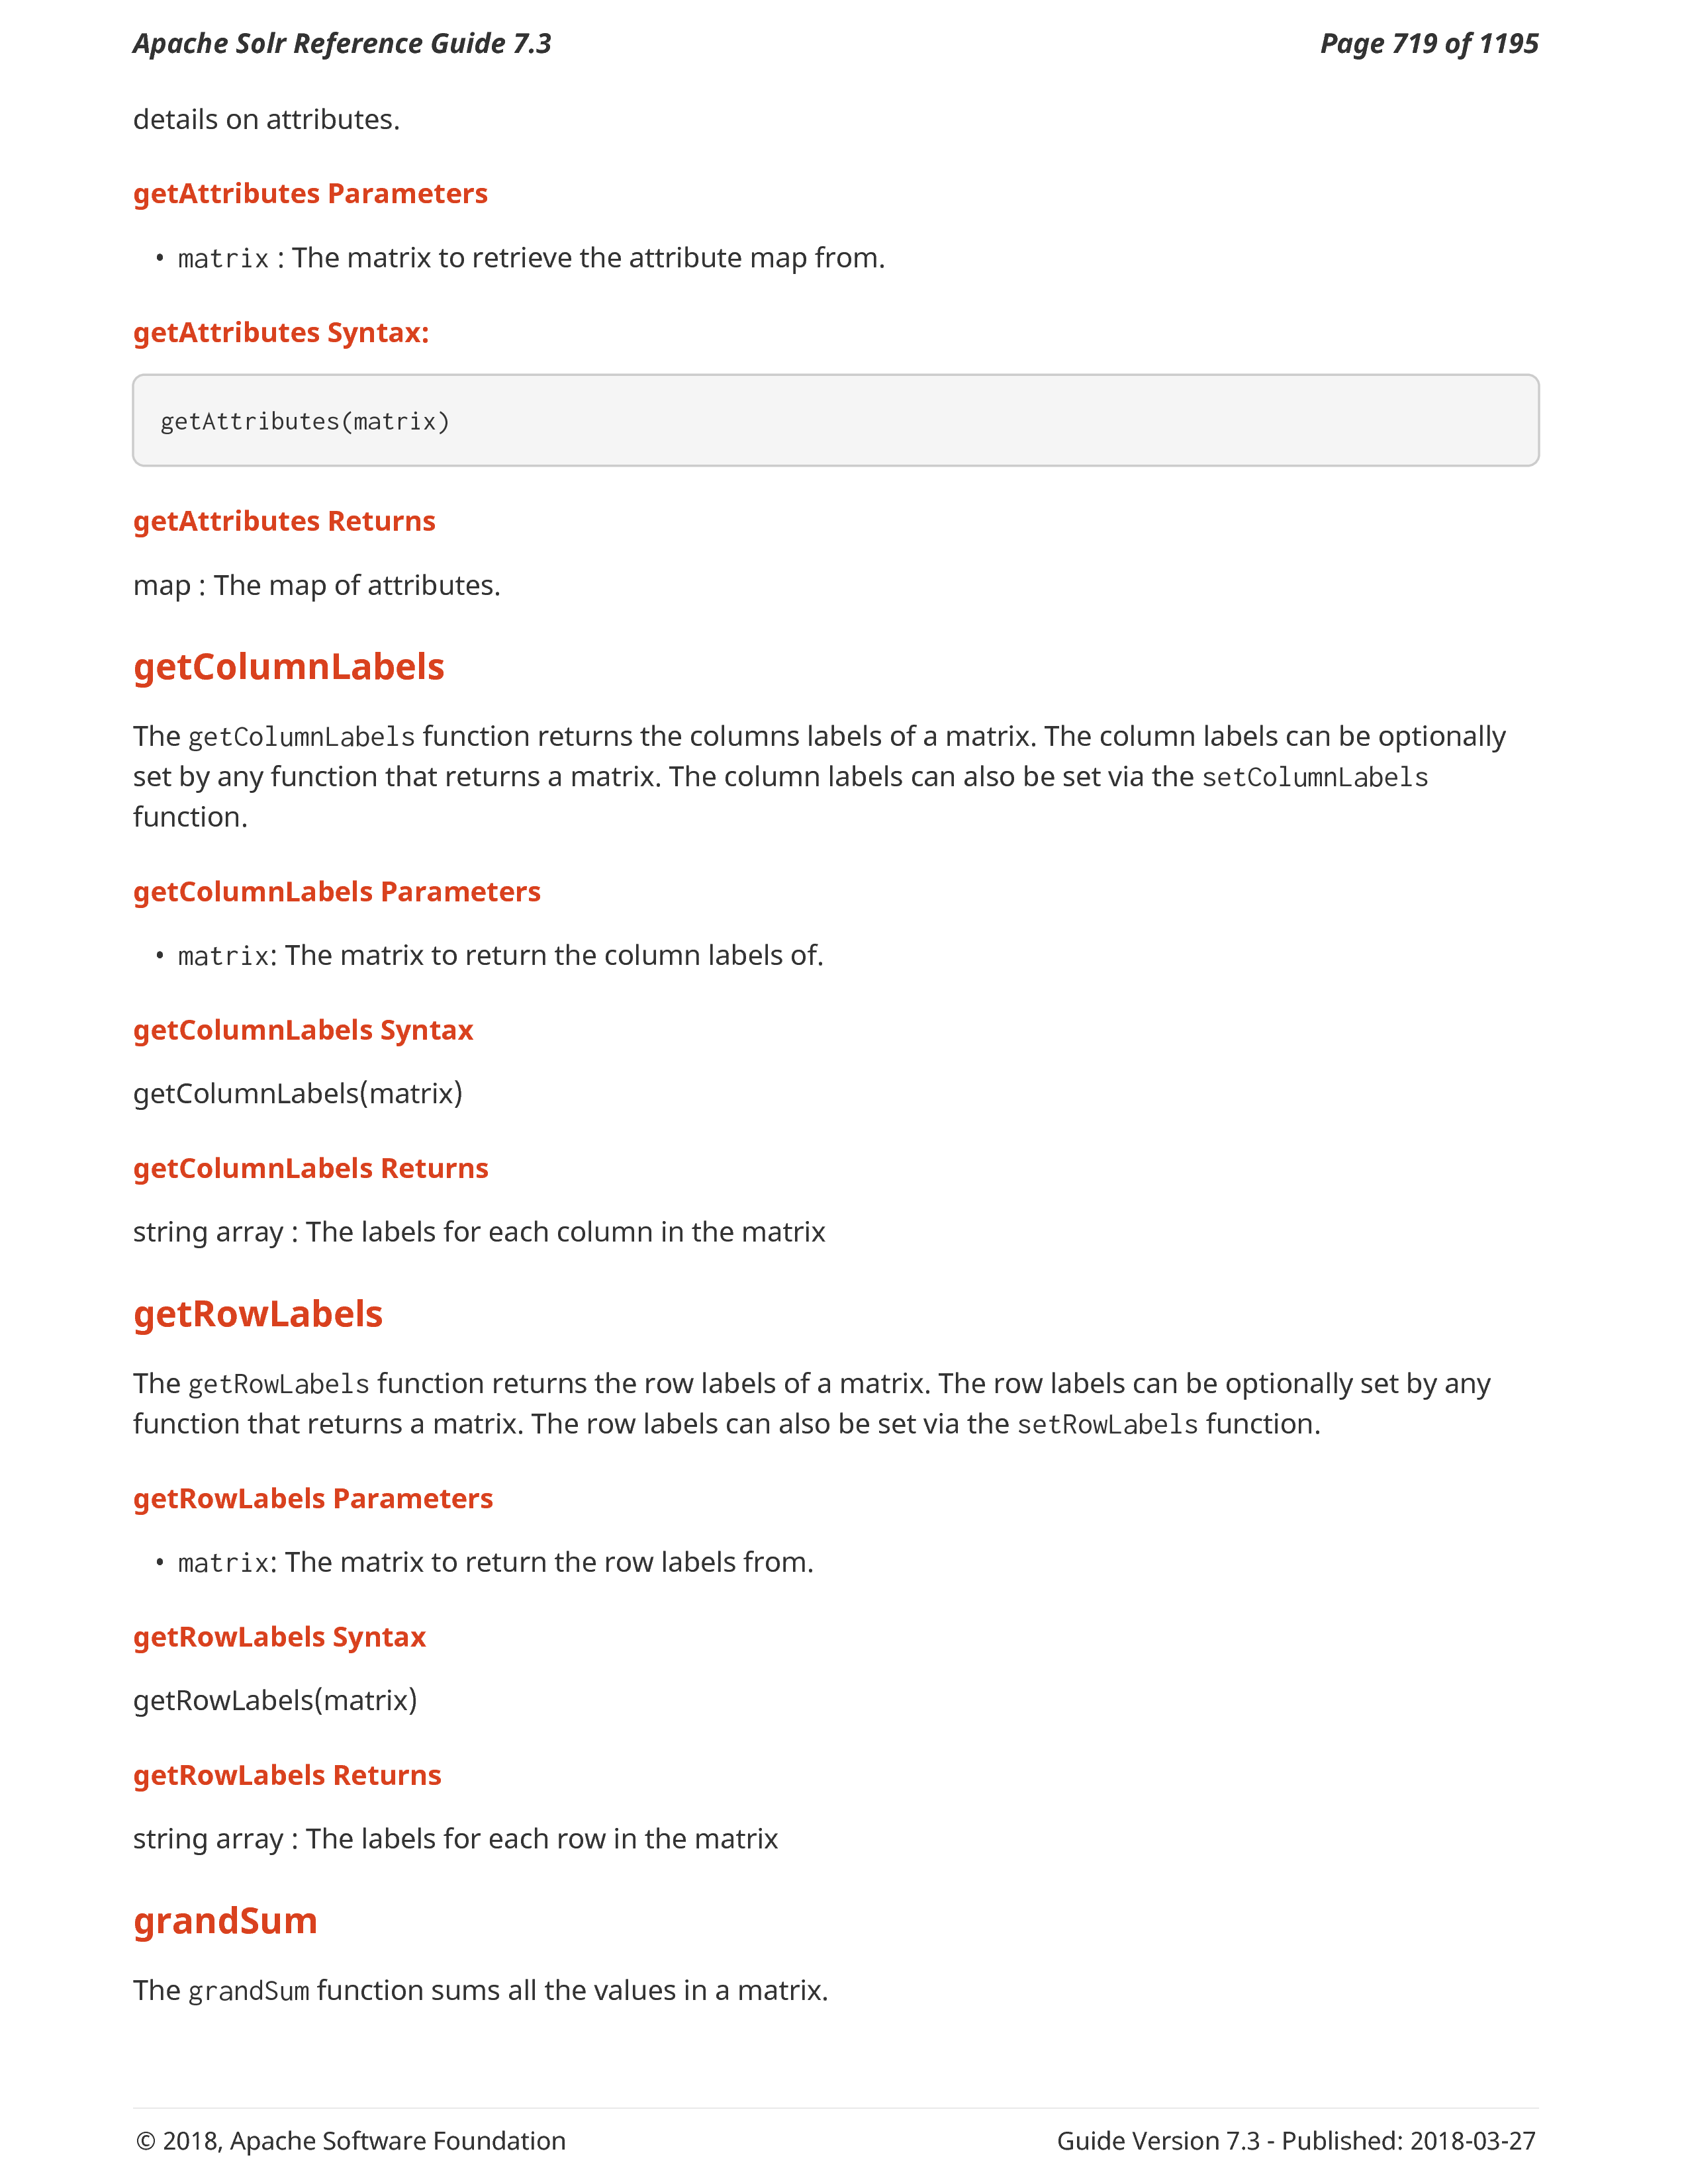 Apache Solr Reference Guide 7.3 Page 719 of 1195
details on attributes.
getAttributes Parameters
• matrix : The matrix to retrieve the attribute map from.
getAttributes Syntax:
getAttributes(matrix)
getAttributes Returns
map : The map of attributes.
getColumnLabels
The getColumnLabels function returns the columns labels of a matrix. The column labels can be optionally
set by any function that returns a matrix. The column labels can also be set via the setColumnLabels
function.
getColumnLabels Parameters
• matrix: The matrix to return the column labels of.
getColumnLabels Syntax
getColumnLabels(matrix)
getColumnLabels Returns
string array : The labels for each column in the matrix
getRowLabels
The getRowLabels function returns the row labels of a matrix. The row labels can be optionally set by any
function that returns a matrix. The row labels can also be set via the setRowLabels function.
getRowLabels Parameters
• matrix: The matrix to return the row labels from.
getRowLabels Syntax
getRowLabels(matrix)
getRowLabels Returns
string array : The labels for each row in the matrix
grandSum
The grandSum function sums all the values in a matrix.
© 2018, Apache Software Foundation Guide Version 7.3 - Published: 2018-03-27